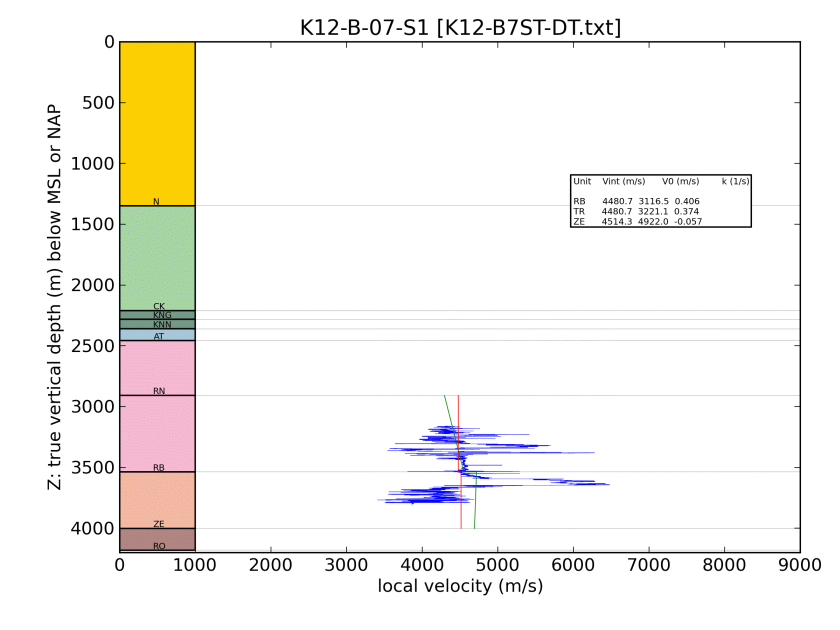 K12-B-07-S1 [K12-B7ST-DT.txt]
Z: true vertical depth (m) below MSL or NAP
0
500
1000
1500
2000
2500
3000
3500
4000
N
CK
KNG
KNN
AT
RN
RB
ZE
RO
Unit Vint (m/s) V0 (m/s) k (1/s)
RB 4480.7 3116.5 0.406
TR 4480.7 3221.1 0.374
ZE 4514.3 4922.0 -0.057
0 1000 2000 3000 4000 5000 6000 7000 8000 9000
local velocity (m/s)